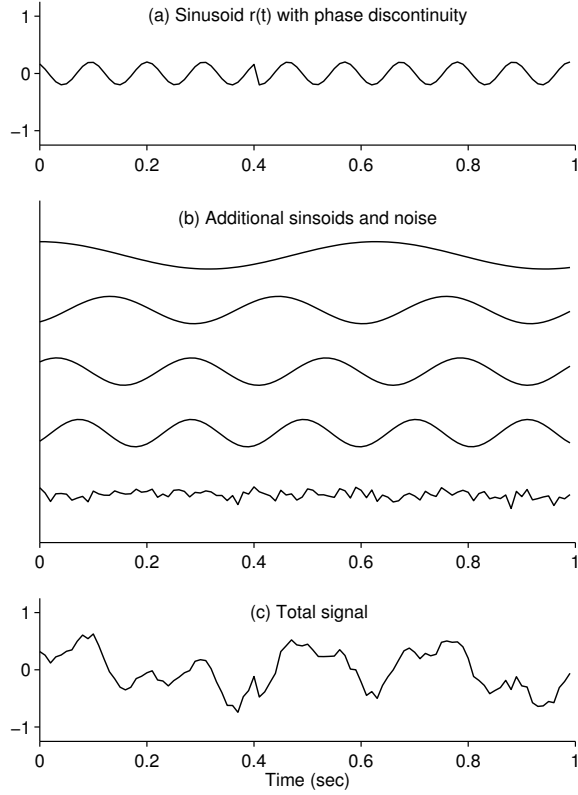 (a) Sinusoid r(t) with phase discontinuity
1
0
−1
0 0.2 0.4 0.6 0.8 1
(b) Additional sinsoids and noise
0 0.2 0.4 0.6 0.8 1
(c) Total signal
1
0
−1
0 0.2 0.4 0.6 0.8 1
Time (sec)